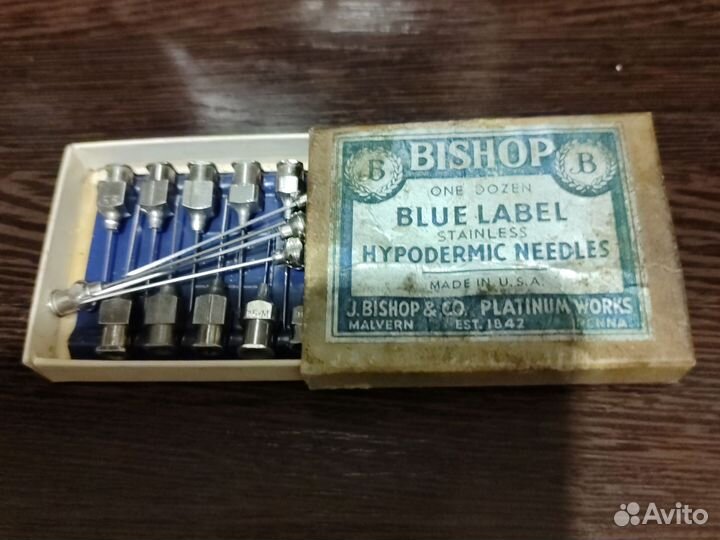 BISHOP
B
B
ONE DOZEN
BLUE LABEL
STAINLESS
HYPODERMIC NEEDLES
MADE IN U.S.A.
J. BISHOP & CO. PLATINUM WORKS
MALVERN EST. 1842 PENNA.
Avito